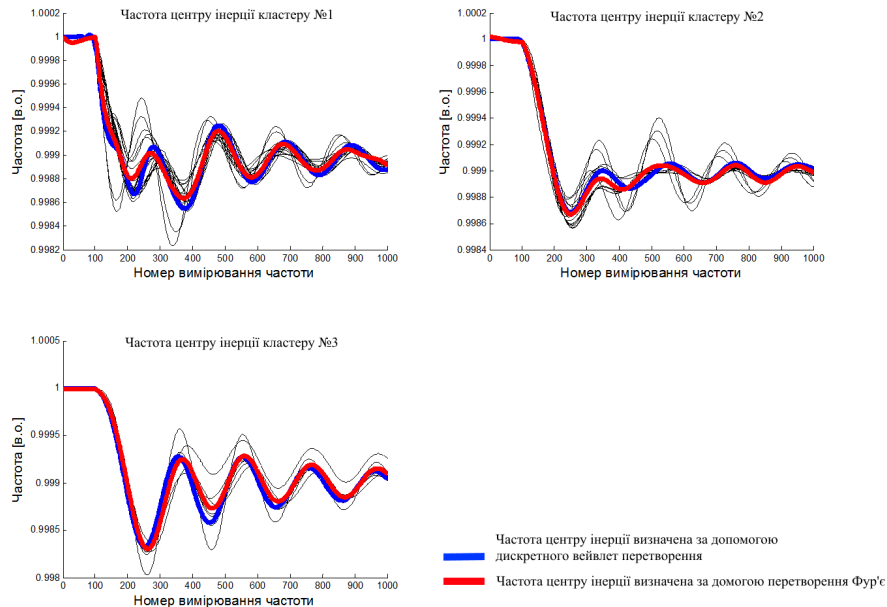 Частота центру інерції кластеру №1
1.0002
1
0.9998
0.9996
0.9994
0.9992
0.999
0.9988
0.9986
0.9984
0.9982
Частота [в.о.]
0 100 200 300 400 500 600 700 800 900 1000
Номер вимірювання частоти
Частота центру інерції кластеру №2
1.0002
1
0.9998
0.9996
0.9994
0.9992
0.999
0.9988
0.9986
0.9984
Частота [в.о.]
0 100 200 300 400 500 600 700 800 900 1000
Номер вимірювання частоти
Частота центру інерції кластеру №3
1.0005
1
0.9995
0.999
0.9985
0.998
Частота [в.о.]
0 100 200 300 400 500 600 700 800 900 1000
Номер вимірювання частоти
Частота центру інерції визначена за допомогою
дискретного вейвлет перетворення
Частота центру інерції визначена за домогою перетворення Фур'є